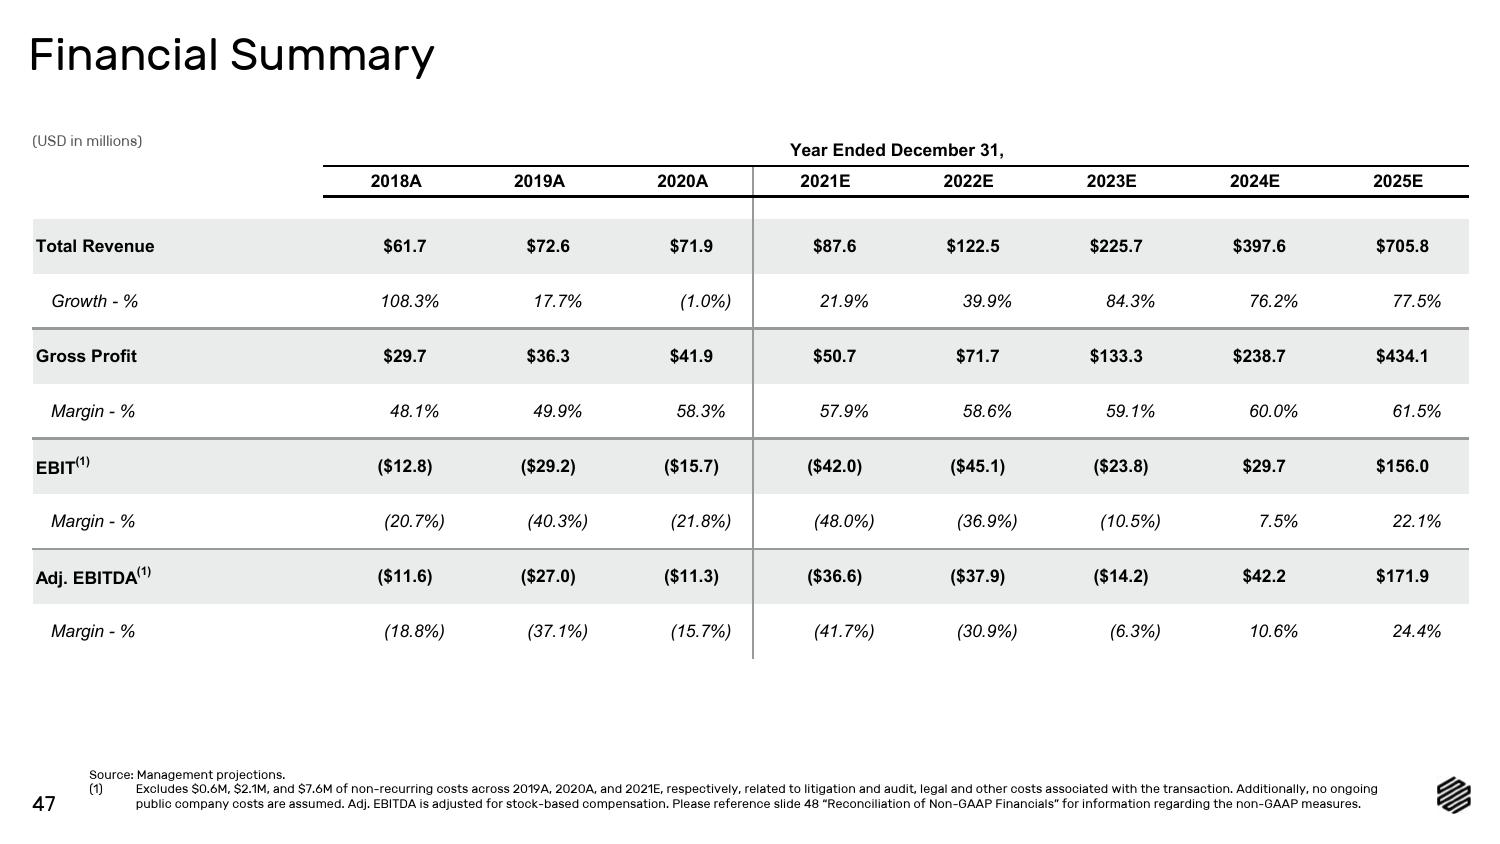 Financial Summary
(USD in millions)
Year Ended December 31,
2018A 2019A 2020A 2021E 2022E 2023E 2024E 2025E
Total Revenue $61.7 $72.6 $71.9 $87.6 $122.5 $225.7 $397.6 $705.8
Growth - % 108.3% 17.7% (1.0%) 21.9% 39.9% 84.3% 76.2% 77.5%
Gross Profit $29.7 $36.3 $41.9 $50.7 $71.7 $133.3 $238.7 $434.1
Margin - % 48.1% 49.9% 58.3% 57.9% 58.6% 59.1% 60.0% 61.5%
EBIT(1) ($12.8) ($29.2) ($15.7) ($42.0) ($45.1) ($23.8) $29.7 $156.0
Margin - % (20.7%) (40.3%) (21.8%) (48.0%) (36.9%) (10.5%) 7.5% 22.1%
Adj. EBITDA(1) ($11.6) ($27.0) ($11.3) ($36.6) ($37.9) ($14.2) $42.2 $171.9
Margin - % (18.8%) (37.1%) (15.7%) (41.7%) (30.9%) (6.3%) 10.6% 24.4%
Source: Management projections.
(1) Excludes $0.6M, $2.1M, and $7.6M of non-recurring costs across 2019A, 2020A, and 2021E, respectively, related to litigation and audit, legal and other costs associated with the transaction. Additionally, no ongoing
public company costs are assumed. Adj. EBITDA is adjusted for stock-based compensation. Please reference slide 48 “Reconciliation of Non-GAAP Financials” for information regarding the non-GAAP measures.
47